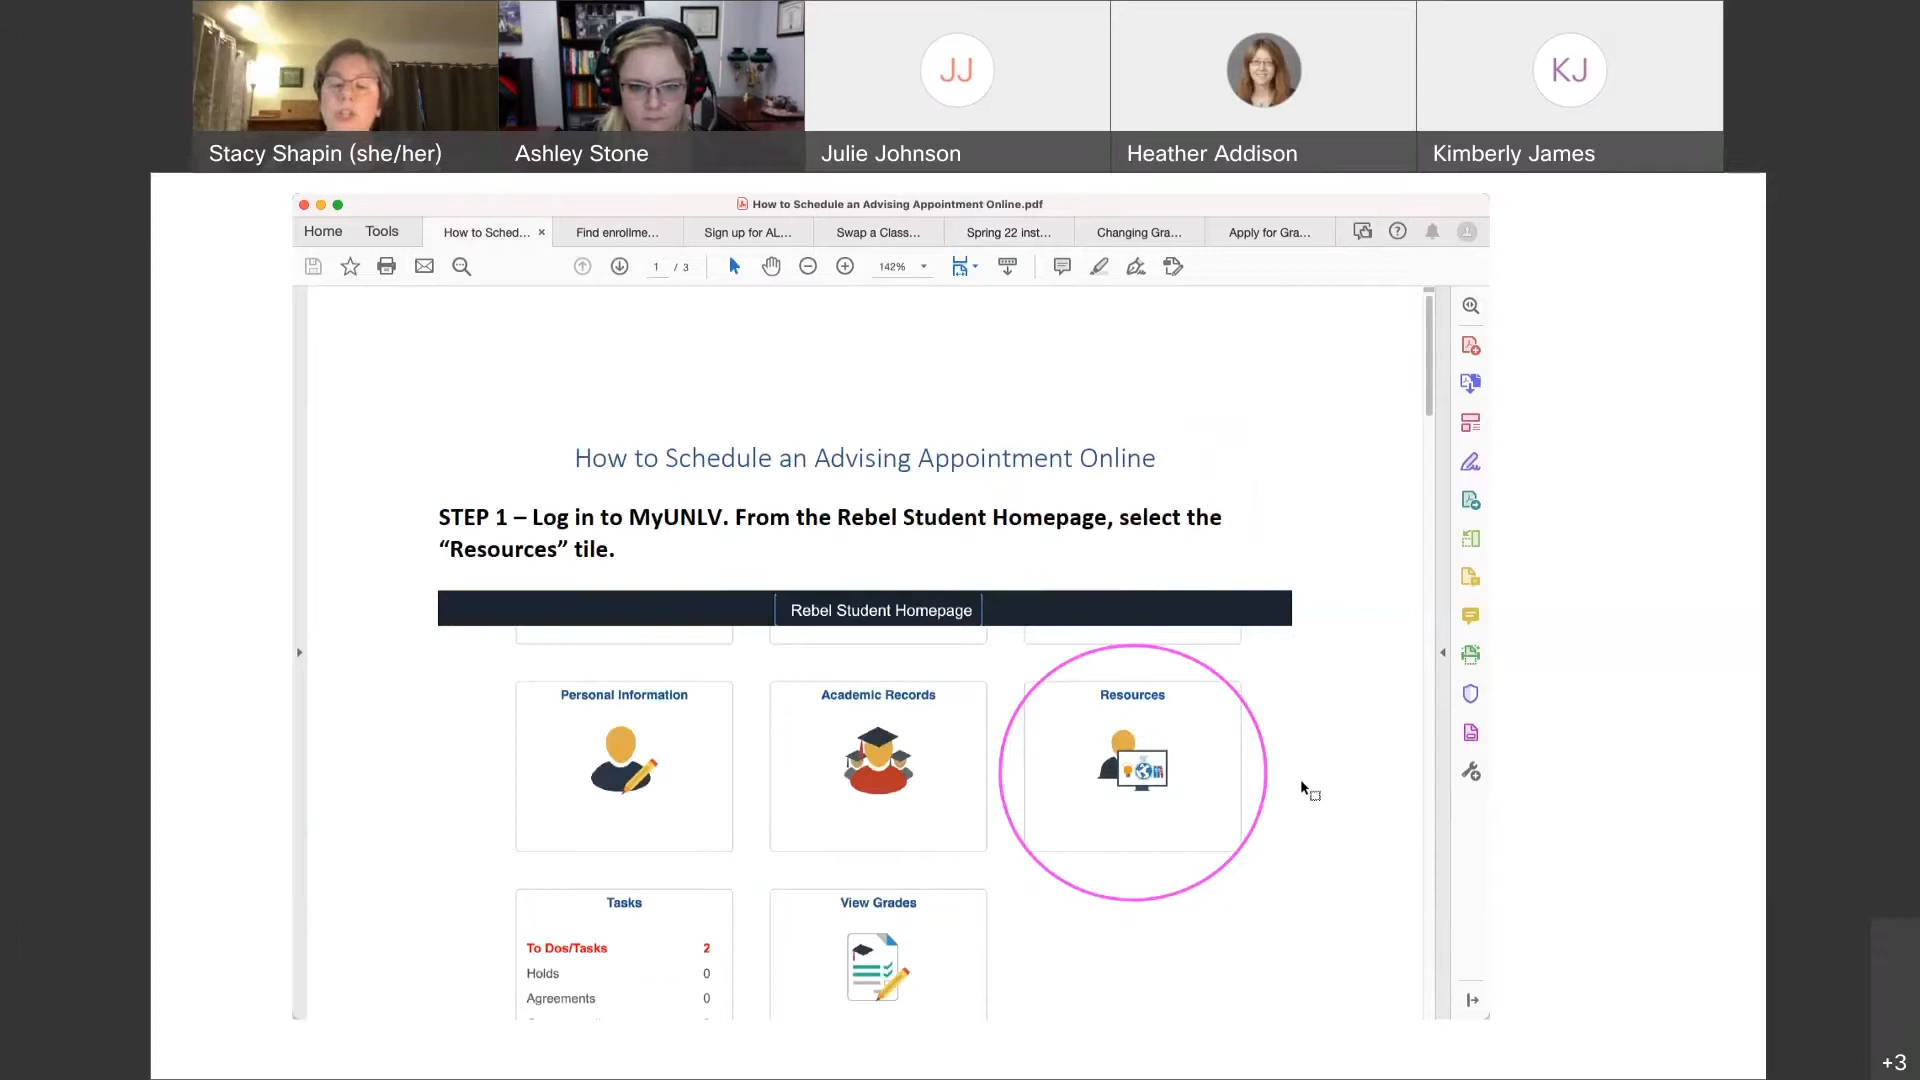 JJ
KJ
Stacy Shapin (she/her)
Ashley Stone
Julie Johnson
Heather Addison
Kimberly James
How to Schedule an Advising Appointment Online.pdf
Home
Tools
How to Sched...
Find enrollme...
Sign up for AL...
Swap a Class...
Spring 22 inst...
Changing Gra...
Apply for Gra...
1 / 3
142%
How to Schedule an Advising Appointment Online
STEP 1 – Log in to MyUNLV. From the Rebel Student Homepage, select the
“Resources” tile.
Rebel Student Homepage
Personal Information
Academic Records
Resources
Tasks
View Grades
To Dos/Tasks 2
Holds 0
Agreements 0
+3